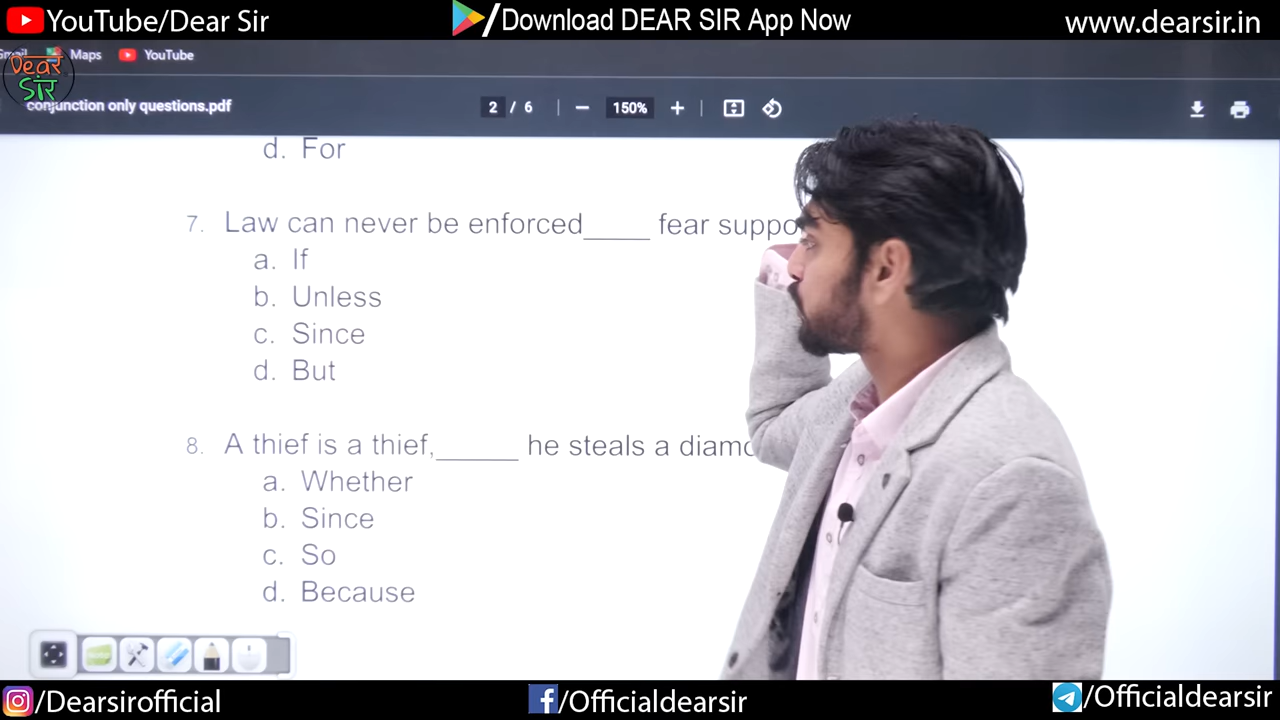 YouTube/Dear Sir
/Download DEAR SIR App Now
www.dearsir.in
Maps
YouTube
Dear
Sir
conjunction only questions.pdf
2 / 6
150%
d. For
7. Law can never be enforced_____ fear
a. If
b. Unless
c. Since
d. But
8. A thief is a thief,______ he steals a
a. Whether
b. Since
c. So
d. Because
/Dearsirofficial
/Officialdearsir
/Officialdearsir